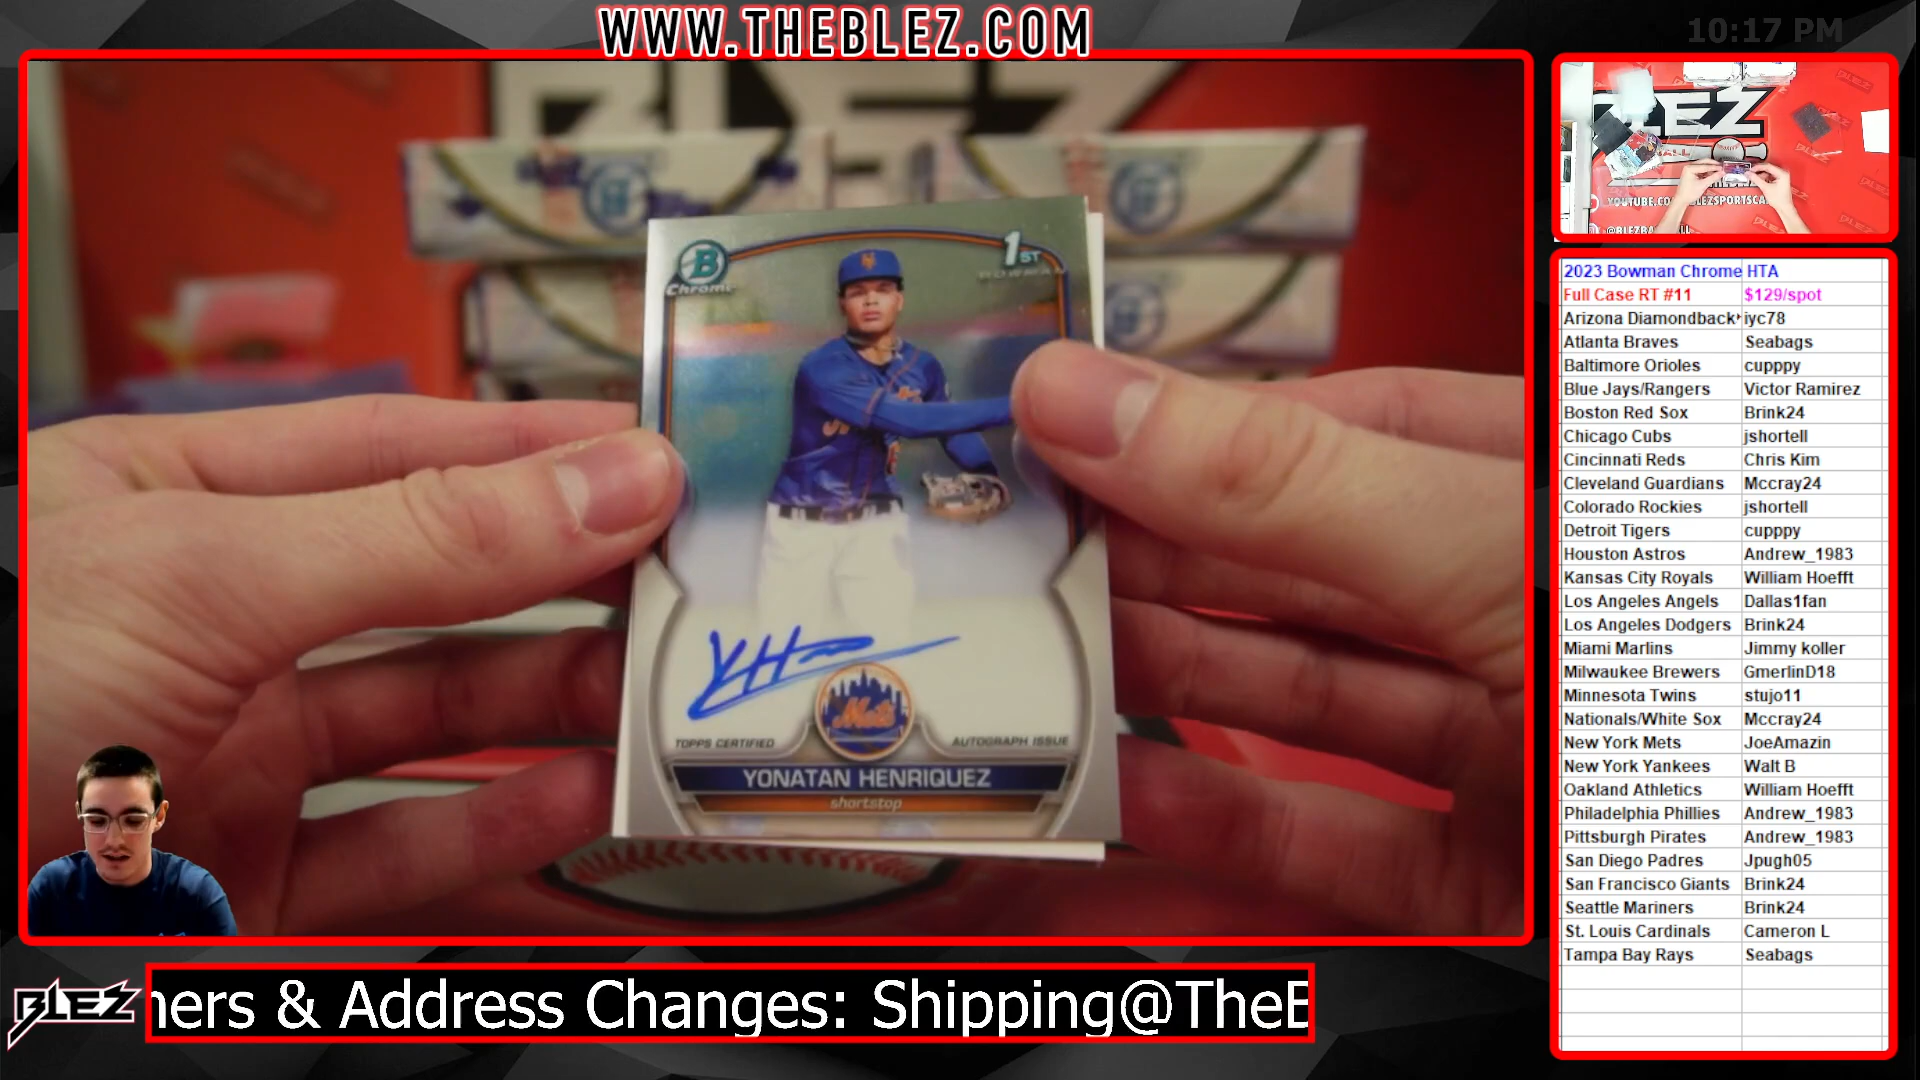 WWW.THEBLEZ.COM
10:17 PM
BLEZ
B
Chrome
1ST
BOWMAN
Mets
TOPPS CERTIFIED
AUTOGRAPH ISSUE
YONATAN HENRIQUEZ
shortstop
2023 Bowman Chrome HTA
Full Case RT #11 $129/spot
Arizona Diamondback iyc78
Atlanta Braves Seabags
Baltimore Orioles cupppy
Blue Jays/Rangers Victor Ramirez
Boston Red Sox Brink24
Chicago Cubs jshortell
Cincinnati Reds Chris Kim
Cleveland Guardians Mccray24
Colorado Rockies jshortell
Detroit Tigers cupppy
Houston Astros Andrew_1983
Kansas City Royals William Hoefft
Los Angeles Angels Dallas1fan
Los Angeles Dodgers Brink24
Miami Marlins Jimmy koller
Milwaukee Brewers GmerlinD18
Minnesota Twins stujo11
Nationals/White Sox Mccray24
New York Mets JoeAmazin
New York Yankees Walt B
Oakland Athletics William Hoefft
Philadelphia Phillies Andrew_1983
Pittsburgh Pirates Andrew_1983
San Diego Padres Jpugh05
San Francisco Giants Brink24
Seattle Mariners Brink24
St. Louis Cardinals Cameron L
Tampa Bay Rays Seabags
BLEZ
ners & Address Changes: Shipping@TheB